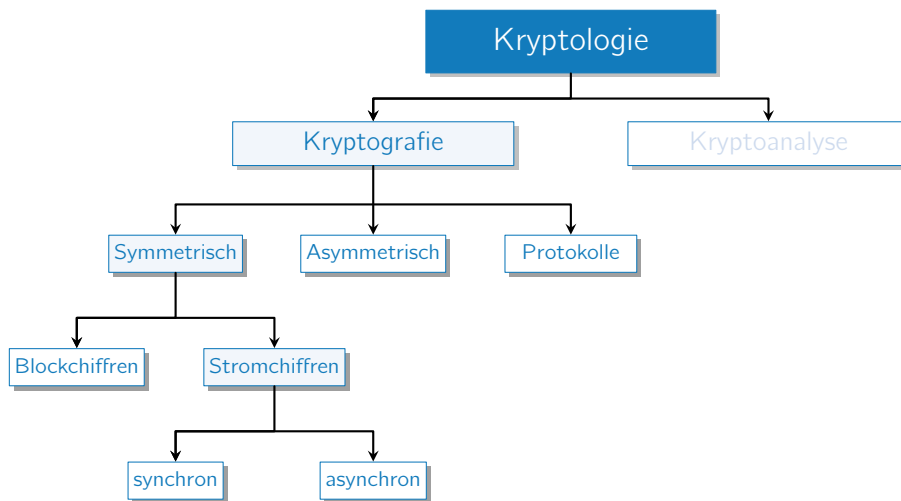 Kryptologie
Kryptografie
Kryptoanalyse
Symmetrisch
Asymmetrisch
Protokolle
Blockchiffren
Stromchiffren
synchron
asynchron